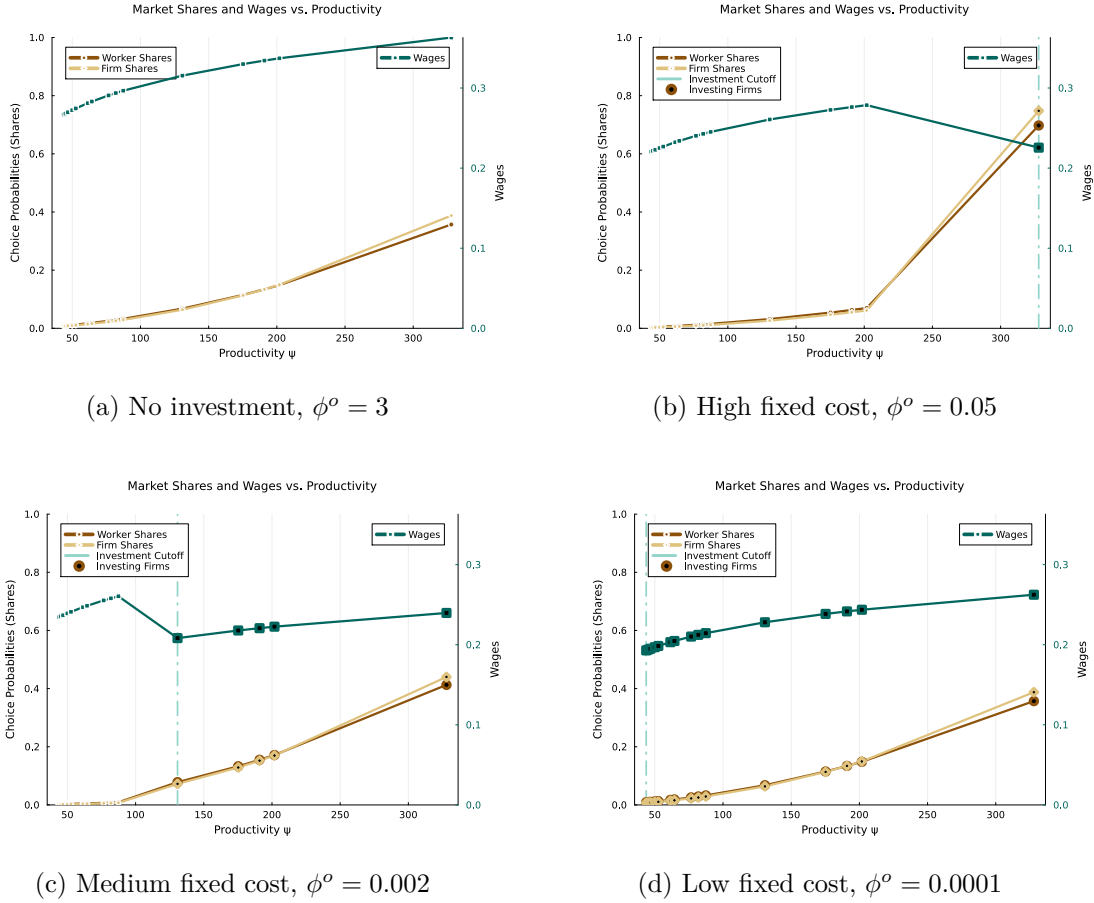 Market Shares and Wages vs. Productivity
Worker Shares
Firm Shares
Wages
1.0
0.8
0.6
0.4
0.2
0.0
0.3
0.2
0.1
0.0
50
100
150
200
250
300
Choice Probabilities (Shares)
Wages
Productivity ψ
(a) No investment, ϕ^o = 3
Market Shares and Wages vs. Productivity
Worker Shares
Firm Shares
Investment Cutoff
Investing Firms
Wages
1.0
0.8
0.6
0.4
0.2
0.0
0.3
0.2
0.1
0.0
50
100
150
200
250
300
Choice Probabilities (Shares)
Wages
Productivity ψ
(b) High fixed cost, ϕ^o = 0.05
Market Shares and Wages vs. Productivity
Worker Shares
Firm Shares
Investment Cutoff
Investing Firms
Wages
1.0
0.8
0.6
0.4
0.2
0.0
0.3
0.2
0.1
0.0
50
100
150
200
250
300
Choice Probabilities (Shares)
Wages
Productivity ψ
(c) Medium fixed cost, ϕ^o = 0.002
Market Shares and Wages vs. Productivity
Worker Shares
Firm Shares
Investment Cutoff
Investing Firms
Wages
1.0
0.8
0.6
0.4
0.2
0.0
0.3
0.2
0.1
0.0
50
100
150
200
250
300
Choice Probabilities (Shares)
Wages
Productivity ψ
(d) Low fixed cost, ϕ^o = 0.0001